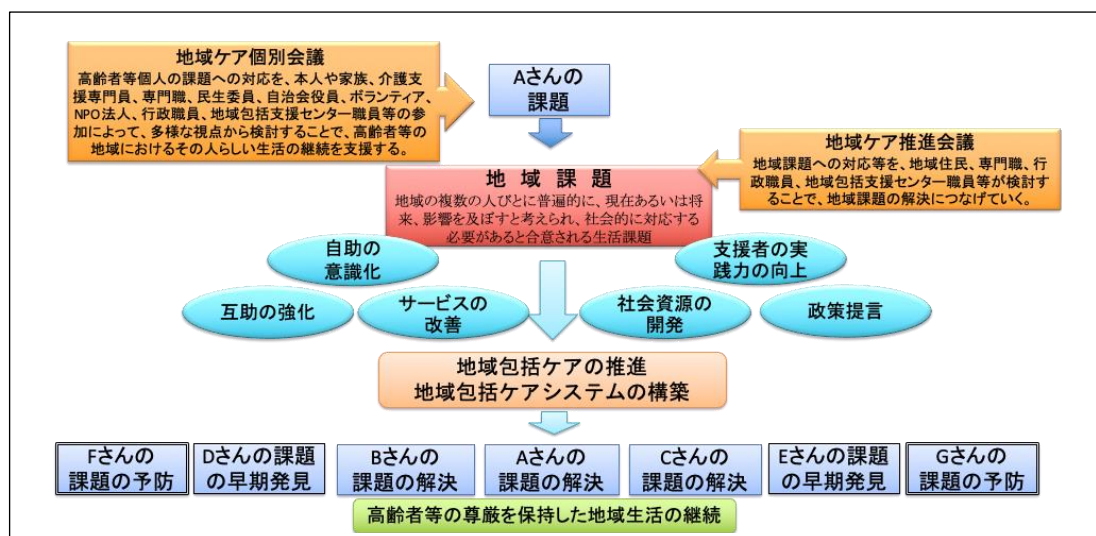 地域ケア個別会議
高齢者等個人の課題への対応を、本人や家族、介護支
援専門員、専門職、民生委員、自治会役員、ボランティア、
NPO法人、行政職員、地域包括支援センター職員等の参
加によって、多様な視点から検討することで、高齢者等の
地域におけるその人らしい生活の継続を支援する。
Aさんの
課題
地域ケア推進会議
地域課題への対応等を、地域住民、専門職、行
政職員、地域包括支援センター職員等が検討す
ることで、地域課題の解決につなげていく。
地域課題
地域の複数の人びとに普遍的に、現在あるいは将
来、影響を及ぼすと考えられ、社会的に対応する
必要があると合意される生活課題
自助の
意識化
支援者の実
践力の向上
互助の強化
サービスの
改善
社会資源の
開発
政策提言
地域包括ケアの推進
地域包括ケアシステムの構築
Fさんの
課題の予防
Dさんの課題
の早期発見
Bさんの
課題の解決
Aさんの
課題の解決
Cさんの
課題の解決
Eさんの課題
の早期発見
Gさんの
課題の予防
高齢者等の尊厳を保持した地域生活の継続